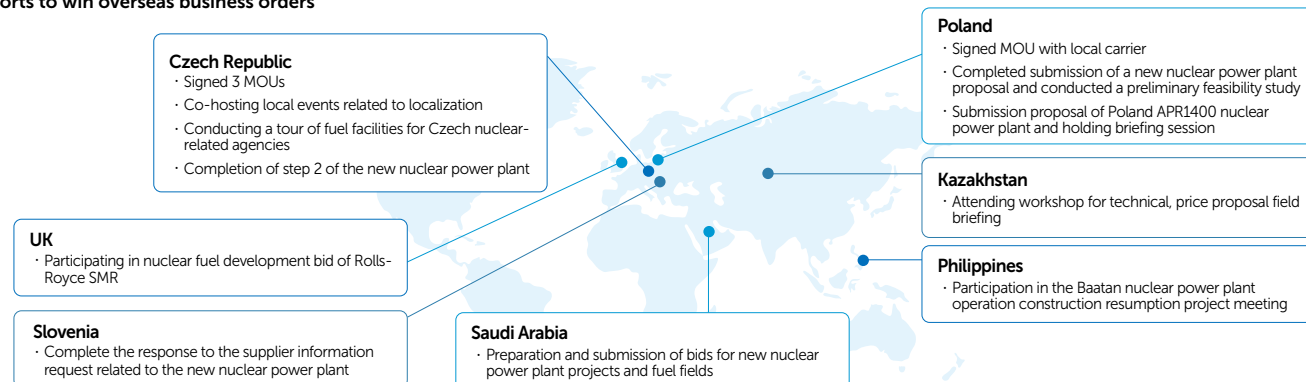 orts to win overseas business orders
Czech Republic
· Signed 3 MOUs
· Co-hosting local events related to localization
· Conducting a tour of fuel facilities for Czech nuclear-
related agencies
· Completion of step 2 of the new nuclear power plant
UK
· Participating in nuclear fuel development bid of Rolls-
Royce SMR
Slovenia
· Complete the response to the supplier information
request related to the new nuclear power plant
Saudi Arabia
· Preparation and submission of bids for new nuclear
power plant projects and fuel fields
Poland
· Signed MOU with local carrier
· Completed submission of a new nuclear power plant
proposal and conducted a preliminary feasibility study
· Submission proposal of Poland APR1400 nuclear
power plant and holding briefing session
Kazakhstan
· Attending workshop for technical, price proposal field
briefing
Philippines
· Participation in the Baatan nuclear power plant
operation construction resumption project meeting